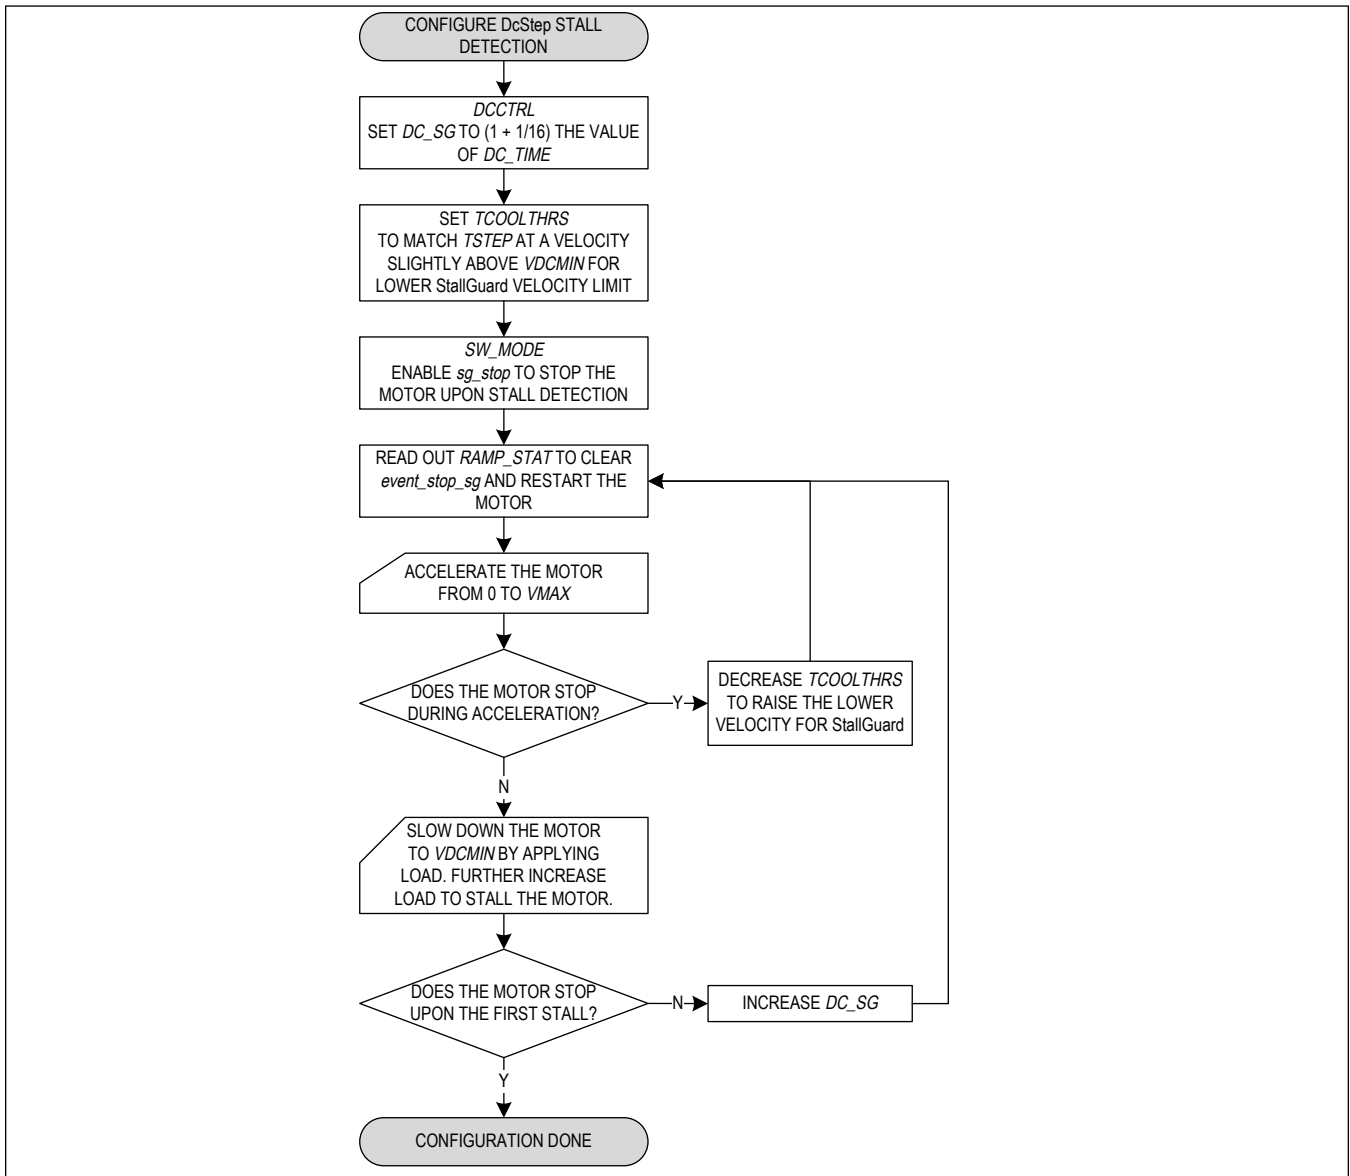 CONFIGURE DcStep STALL
DETECTION
DCCTRL
SET DC_SG TO (1 + 1/16) THE VALUE
OF DC_TIME
SET TCOOLTHRS
TO MATCH TSTEP AT A VELOCITY
SLIGHTLY ABOVE VDCMIN FOR
LOWER StallGuard VELOCITY LIMIT
SW_MODE
ENABLE sg_stop TO STOP THE
MOTOR UPON STALL DETECTION
READ OUT RAMP_STAT TO CLEAR
event_stop_sg AND RESTART THE
MOTOR
ACCELERATE THE MOTOR
FROM 0 TO VMAX
DOES THE MOTOR STOP
DURING ACCELERATION?
Y
DECREASE TCOOLTHRS
TO RAISE THE LOWER
VELOCITY FOR StallGuard
N
SLOW DOWN THE MOTOR
TO VDCMIN BY APPLYING
LOAD. FURTHER INCREASE
LOAD TO STALL THE MOTOR.
DOES THE MOTOR STOP
UPON THE FIRST STALL?
N
INCREASE DC_SG
Y
CONFIGURATION DONE